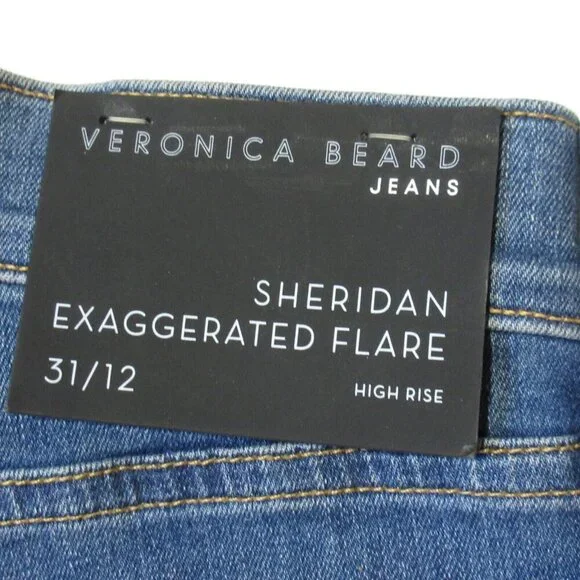 VERONICA BEARD
JEANS
SHERIDAN
EXAGGERATED FLARE
31/12
HIGH RISE